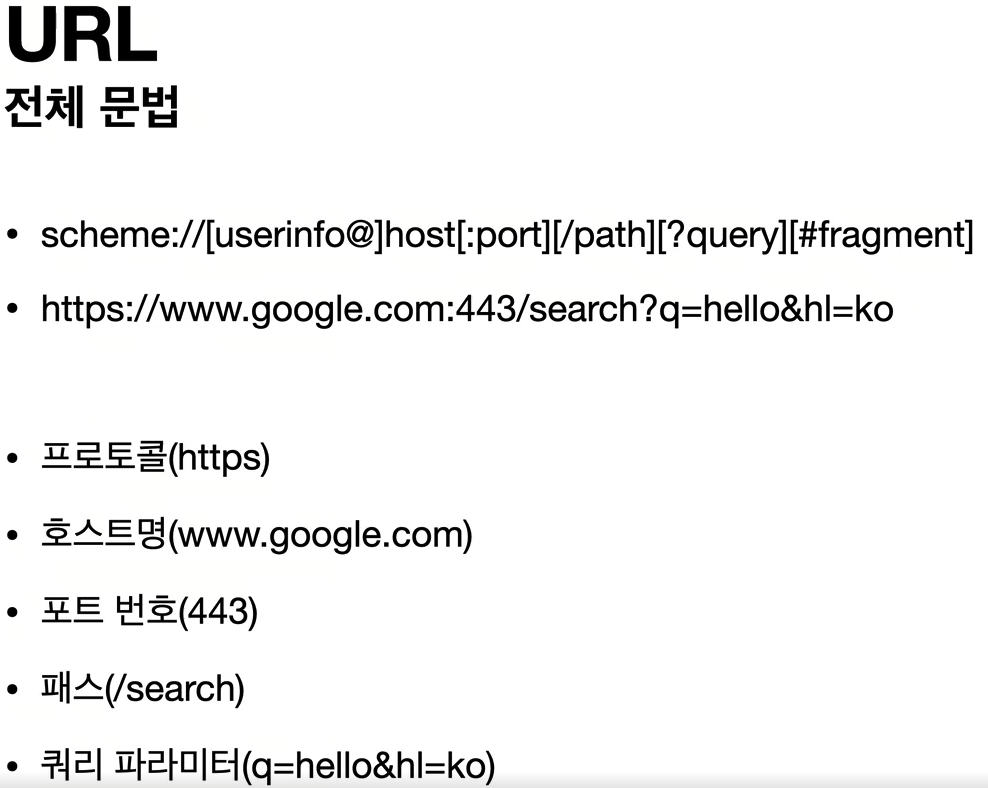 URL
전체 문법
• scheme://[userinfo@]host[:port][/path][?query][#fragment]
• https://www.google.com:443/search?q=hello&hl=ko
• 프로토콜(https)
• 호스트명(www.google.com)
• 포트 번호(443)
• 패스(/search)
• 쿼리 파라미터(q=hello&hl=ko)